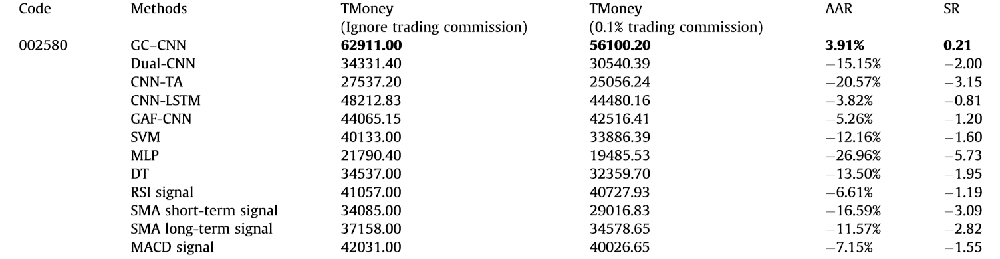 Code Methods TMoney TMoney AAR SR
(Ignore trading commission) (0.1% trading commission)
002580 GC–CNN 62911.00 56100.20 3.91% 0.21
Dual-CNN 34331.40 30540.39 −15.15% −2.00
CNN-TA 27537.20 25056.24 −20.57% −3.15
CNN-LSTM 48212.83 44480.16 −3.82% −0.81
GAF-CNN 44065.15 42516.41 −5.26% −1.20
SVM 40133.00 33886.39 −12.16% −1.60
MLP 21790.40 19485.53 −26.96% −5.73
DT 34537.00 32359.70 −13.50% −1.95
RSI signal 41057.00 40727.93 −6.61% −1.19
SMA short-term signal 34085.00 29016.83 −16.59% −3.09
SMA long-term signal 37158.00 34578.65 −11.57% −2.82
MACD signal 42031.00 40026.65 −7.15% −1.55